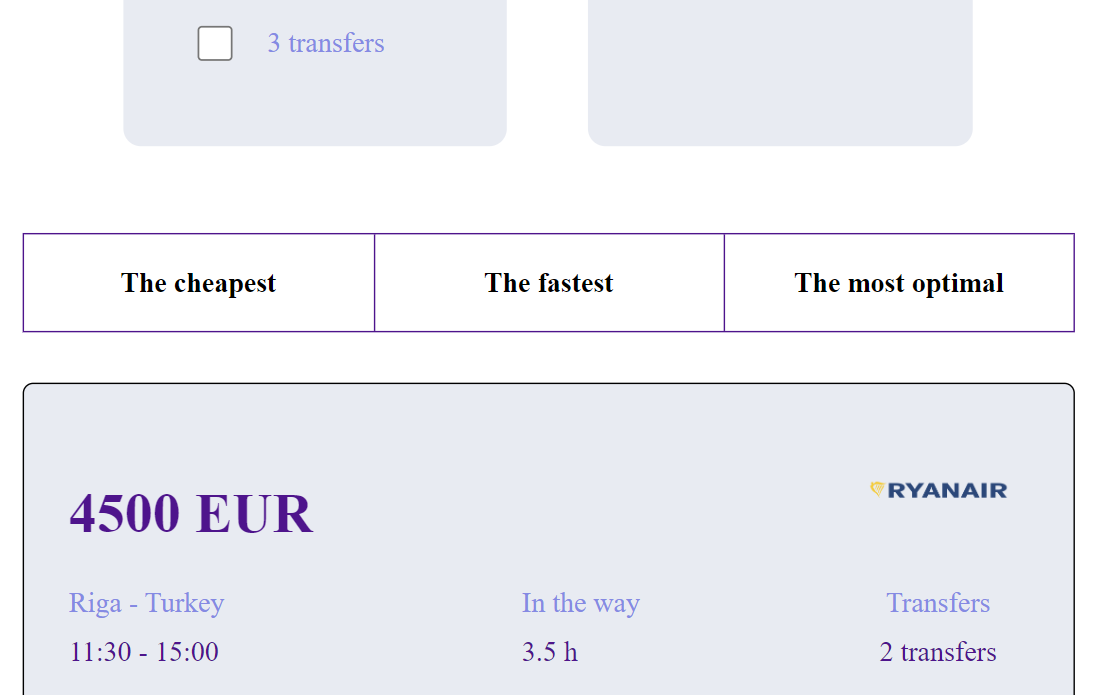 3 transfers
The cheapest
The fastest
The most optimal
4500 EUR
RYANAIR
Riga - Turkey
In the way
Transfers
11:30 - 15:00
3.5 h
2 transfers